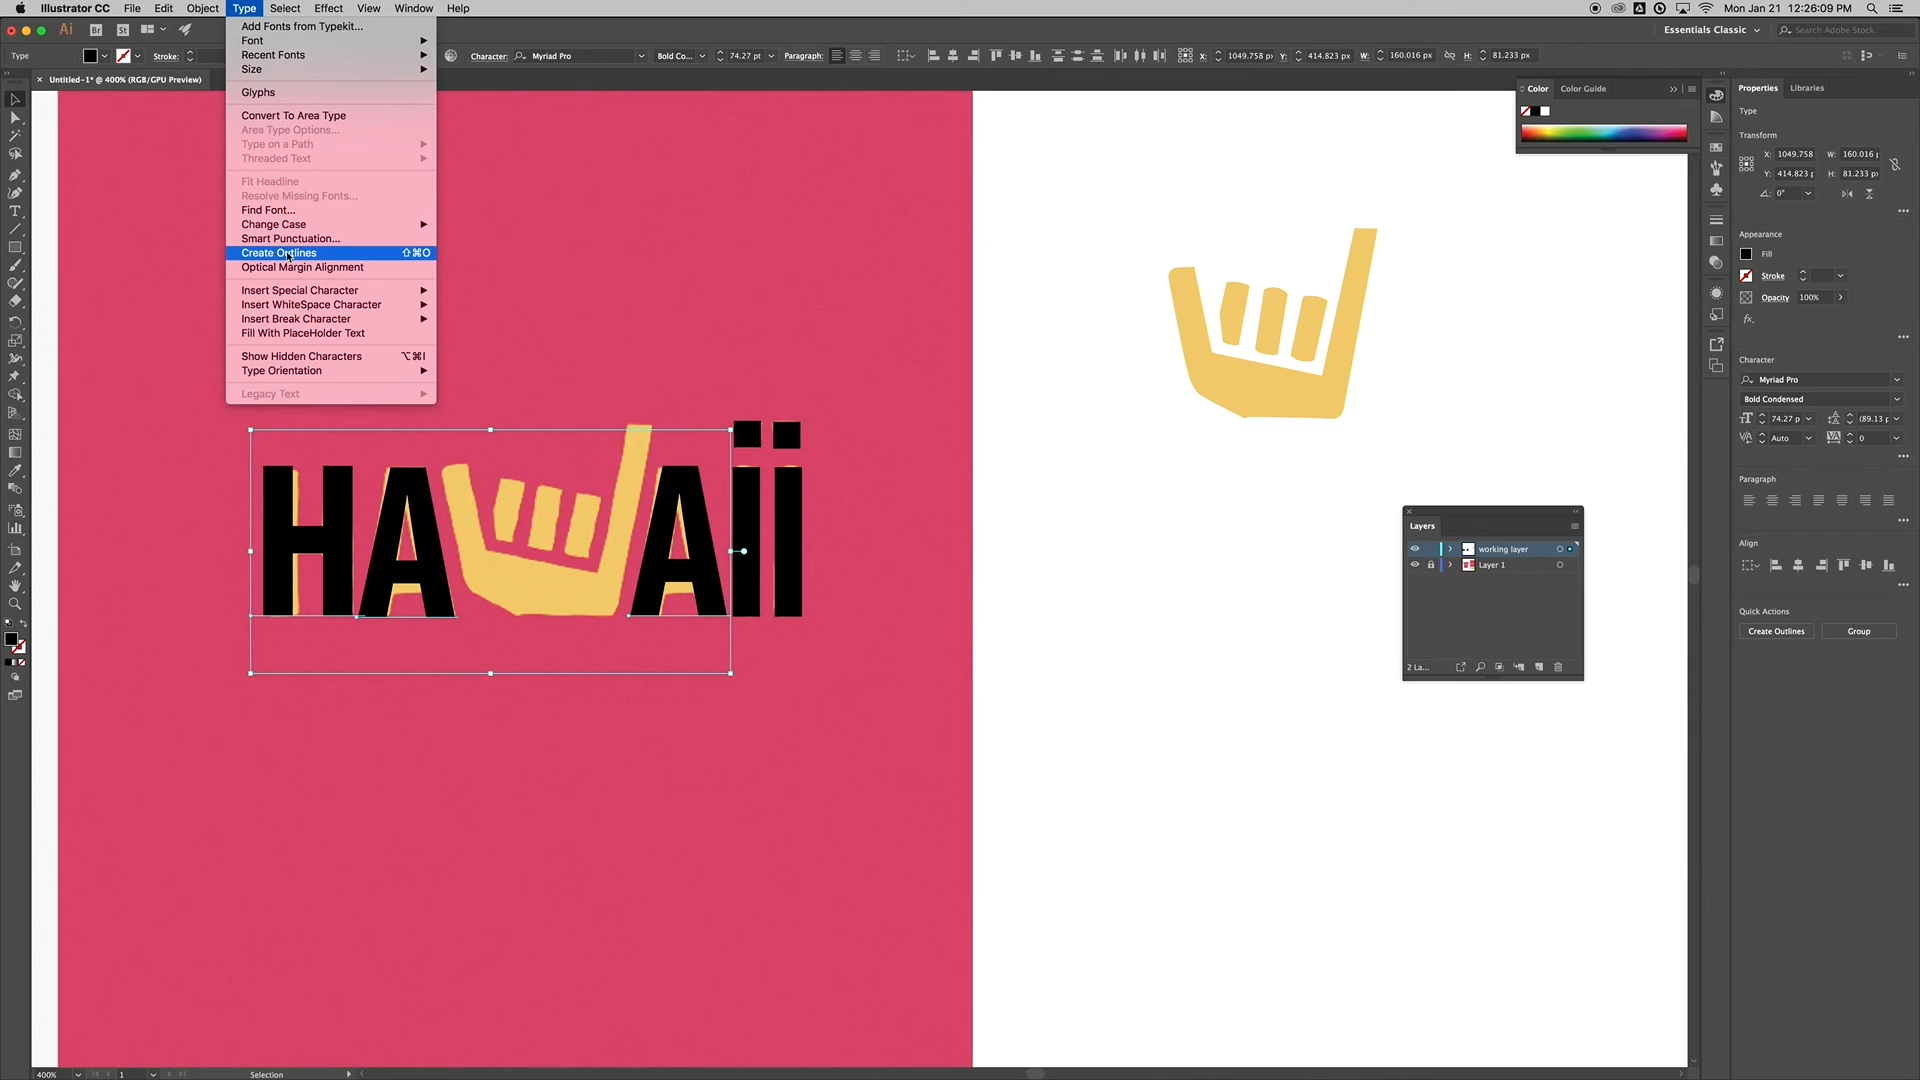 Illustrator CC File Edit Object Type Select Effect View Window Help Mon Jan 21 12:26:09 PM
Ai Br St Essentials Classic Search Adobe Stock
Type Stroke: Character: Myriad Pro Bold Co... 74.27 pt Paragraph: X: 1049.758 px Y: 414.823 px W: 160.016 px H: 81.233 px
Untitled-1* @ 400% (RGB/GPU Preview)
Add Fonts from Typekit...
Font
Recent Fonts
Size
Glyphs
Convert To Area Type
Area Type Options...
Type on a Path
Threaded Text
Fit Headline
Resolve Missing Fonts...
Find Font...
Change Case
Smart Punctuation...
Create Outlines ⇧⌘O
Optical Margin Alignment
Insert Special Character
Insert WhiteSpace Character
Insert Break Character
Fill With PlaceHolder Text
Show Hidden Characters ⌥⌘I
Type Orientation
Legacy Text
HA Aii
Color Color Guide
Layers
working layer
Layer 1
2 La...
Properties Libraries
Type
Transform
X: 1049.758 W: 160.016
Y: 414.823 H: 81.233 px
0°
Appearance
Fill
Stroke
Opacity 100%
fx.
Character
Myriad Pro
Bold Condensed
74.27 p (89.13 p
Auto 0
Paragraph
Align
Quick Actions
Create Outlines Group
400% 1 Selection